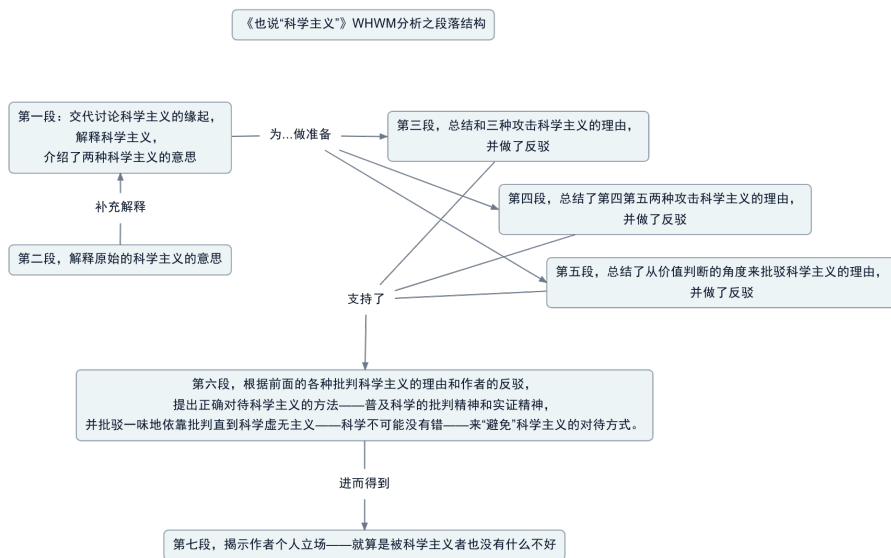 《也说“科学主义”》WHWM分析之段落结构
第一段：交代讨论科学主义的缘起，
解释科学主义，
介绍了两种科学主义的意思
为...做准备
第三段，总结和三种攻击科学主义的理由，
并做了反驳
第四段，总结了第四第五两种攻击科学主义的理由，
并做了反驳
补充解释
第二段，解释原始的科学主义的意思
第五段，总结了从价值判断的角度来批驳科学主义的理由，
并做了反驳
支持了
第六段，根据前面的各种批判科学主义的理由和作者的反驳，
提出正确对待科学主义的方法——普及科学的批判精神和实证精神，
并批驳一味地依靠批判直到科学虚无主义——科学不可能没有错——来“避免”科学主义的对待方式。
进而得到
第七段，揭示作者个人立场——就算是被科学主义者也没有什么不好